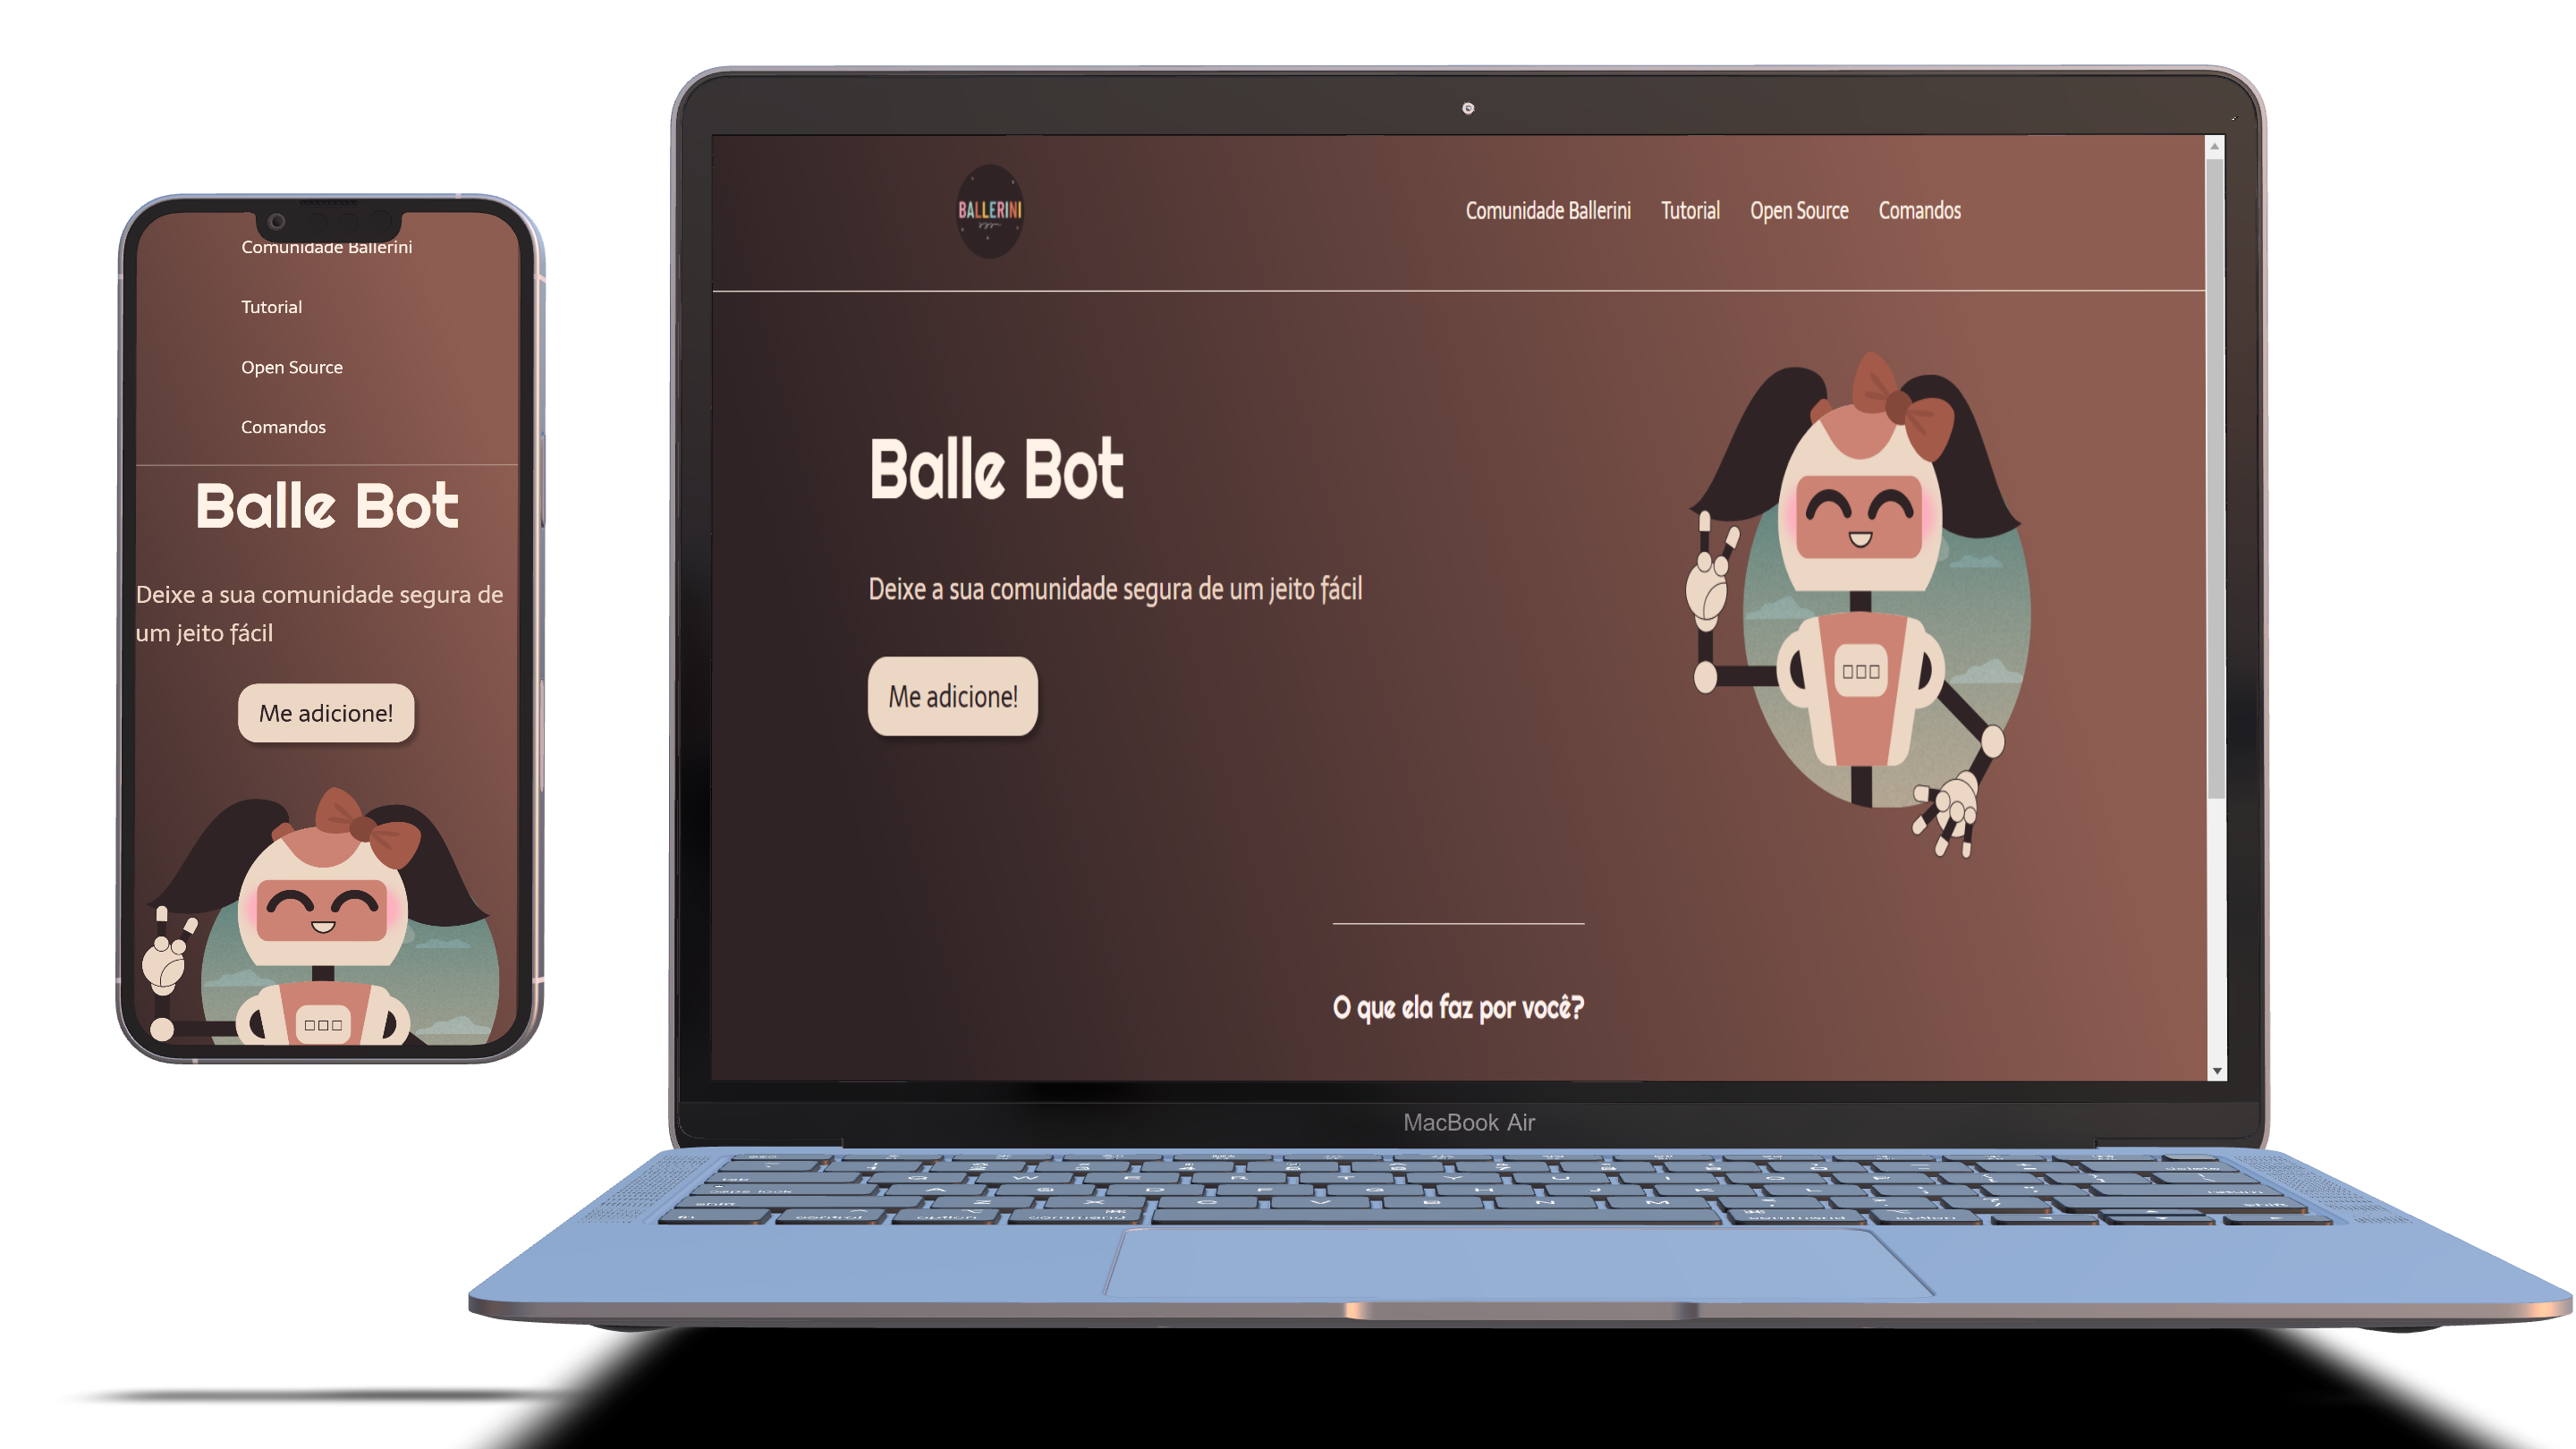 Comunidade Ballerini
Tutorial
Open Source
Comandos
Balle Bot
Deixe a sua comunidade segura de
um jeito fácil
Me adicione!
BALLERINI
Comunidade Ballerini Tutorial Open Source Comandos
Balle Bot
Deixe a sua comunidade segura de um jeito fácil
Me adicione!
O que ela faz por você?
MacBook Air